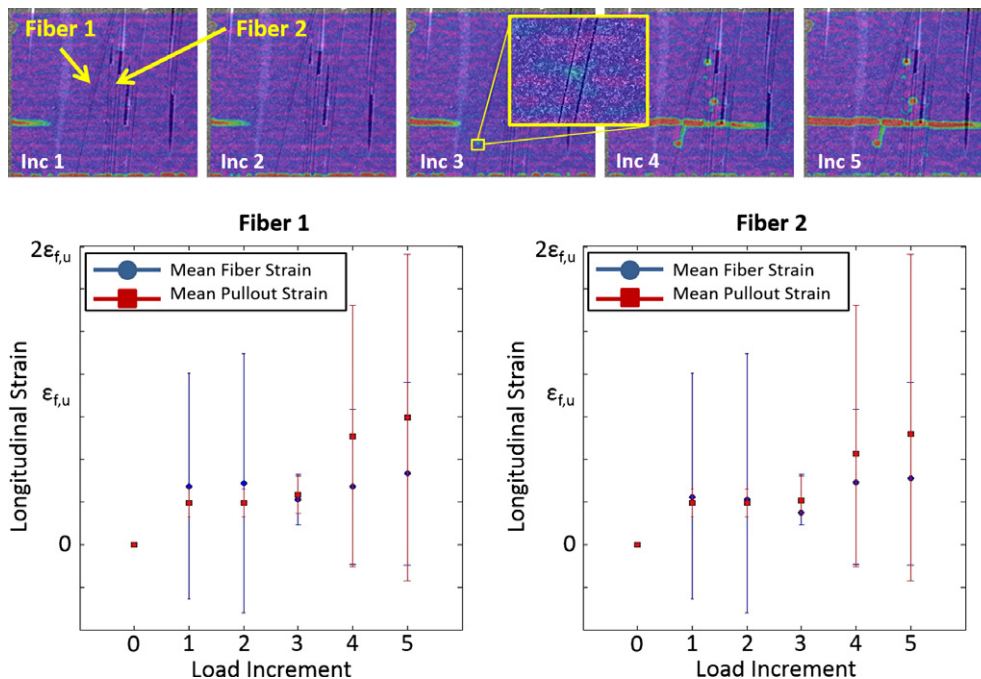 Fiber 1
Fiber 2
Inc 1
Inc 2
Inc 3
Inc 4
Inc 5
Fiber 1
2εf,u
εf,u
0
Longitudinal Strain
Mean Fiber Strain
Mean Pullout Strain
0 1 2 3 4 5
Load Increment
Fiber 2
2εf,u
εf,u
0
Longitudinal Strain
Mean Fiber Strain
Mean Pullout Strain
0 1 2 3 4 5
Load Increment